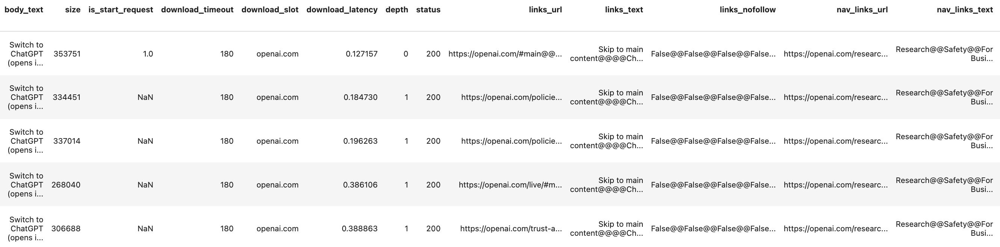 body_text size is_start_request download_timeout download_slot download_latency depth status links_url links_text links_nofollow nav_links_url nav_links_text
Switch to
ChatGPT
(opens i...
353751 1.0 180 openai.com 0.127157 0 200 https://openai.com/#main@@...
Skip to main
content@@@@Ch...
False@@False@@False@@False... https://openai.com/researc...
Research@@Safety@@For
Busi...
Switch to
ChatGPT
(opens i...
334451 NaN 180 openai.com 0.184730 1 200 https://openai.com/policie...
Skip to main
content@@@@Ch...
False@@False@@False@@False... https://openai.com/researc...
Research@@Safety@@For
Busi...
Switch to
ChatGPT
(opens i...
337014 NaN 180 openai.com 0.196263 1 200 https://openai.com/policie...
Skip to main
content@@@@Ch...
False@@False@@False@@False... https://openai.com/researc...
Research@@Safety@@For
Busi...
Switch to
ChatGPT
(opens i...
268040 NaN 180 openai.com 0.386106 1 200 https://openai.com/live/#m...
Skip to main
content@@@@Ch...
False@@False@@False@@False... https://openai.com/researc...
Research@@Safety@@For
Busi...
Switch to
ChatGPT
(opens i...
306688 NaN 180 openai.com 0.388863 1 200 https://openai.com/trust-a...
Skip to main
content@@@@Ch...
False@@False@@False@@False... https://openai.com/researc...
Research@@Safety@@For
Busi...